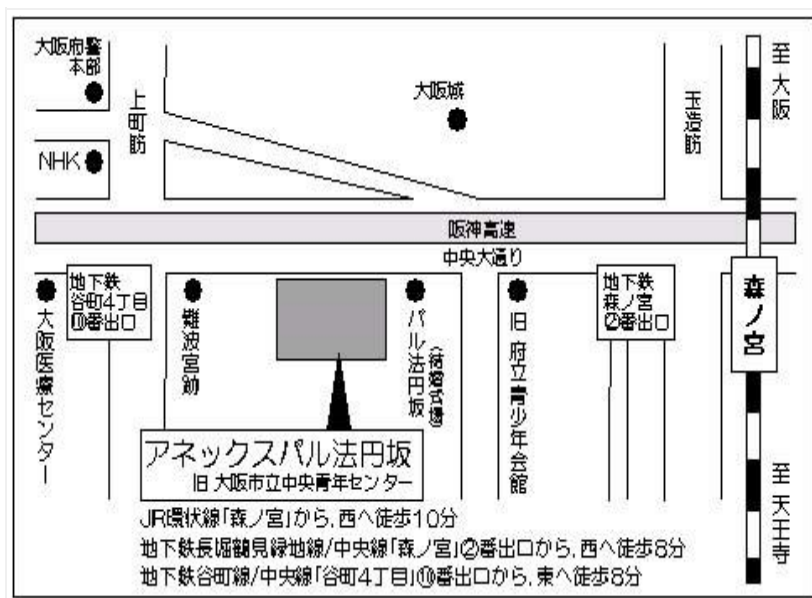 大阪府警
本部
上町筋
大阪城
玉造筋
至 大阪
NHK
阪神高速
中央大通り
地下鉄
谷町4丁目
⑩番出口
地下鉄
森ノ宮
②番出口
森ノ宮
大阪医療センター
難波宮跡
パル法円坂
(結婚式場)
旧 府立青少年会館
アネックスパル法円坂
旧 大阪市立中央青年センター
至 天王寺
JR環状線「森ノ宮」から,西へ徒歩10分
地下鉄長堀鶴見緑地線/中央線「森ノ宮」②番出口から,西へ徒歩8分
地下鉄谷町線/中央線「谷町4丁目」⑩番出口から,東へ徒歩8分